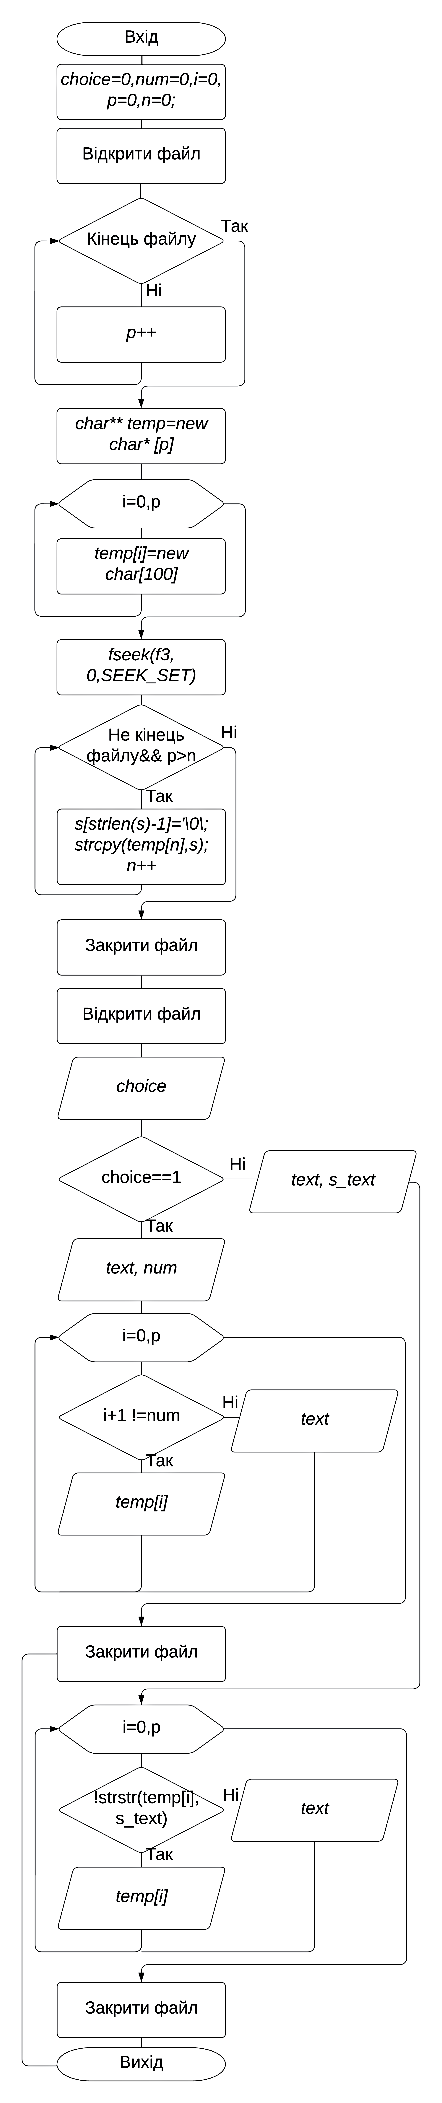 Вхід
choice=0,num=0,i=0,
p=0,n=0;
Відкрити файл
Кінець файлу
Так
Ні
p++
char** temp=new
char* [p]
i=0,p
temp[i]=new
char[100]
fseek(f3,
0,SEEK_SET)
Не кінець
файлу&& p>n
Ні
Так
s[strlen(s)-1]='\0\;
strcpy(temp[n],s);
n++
Закрити файл
Відкрити файл
choice
choice==1
Ні
text, s_text
Так
text, num
i=0,p
i+1 !=num
Ні
text
Так
temp[i]
Закрити файл
i=0,p
!strstr(temp[i],
s_text)
Ні
text
Так
temp[i]
Закрити файл
Вихід